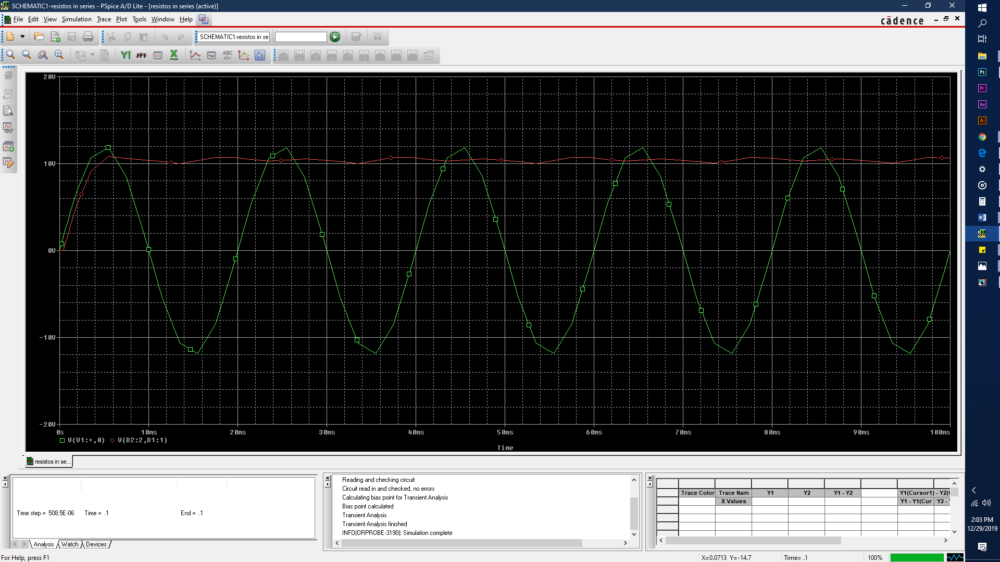 SCHEMATIC1-resistos in series - PSpice A/D Lite - [resistos in series (active)]
File Edit View Simulation Trace Plot Tools Window Help
cādence
SCHEMATIC1-resistos in se
FFT
ABC
abc
20V
10V
0V
-10V
-20V
0s 10ms 20ms 30ms 40ms 50ms 60ms 70ms 80ms 90ms 100ms
V(V1:+,0) V(D2:2,D1:1)
Time
resistos in se...
Time step = 508.5E-06 Time = .1 End = .1
Analysis Watch Devices
Reading and checking circuit
Circuit read in and checked, no errors
Calculating bias point for Transient Analysis
Bias point calculated
Transient Analysis
Transient Analysis finished
INFO(ORPROBE-3190): Simulation complete
Trace Color Trace Nam Y1 Y2 Y1 - Y2 Y1(Cursor1) - Y2(
X Values Y1 - Y1(Cur Y2 -
For Help, press F1
X=0.0713 Y=-14.7 Time= .1 100%
Ps
Pr
Ae
Ai
2:03 PM
12/29/2019